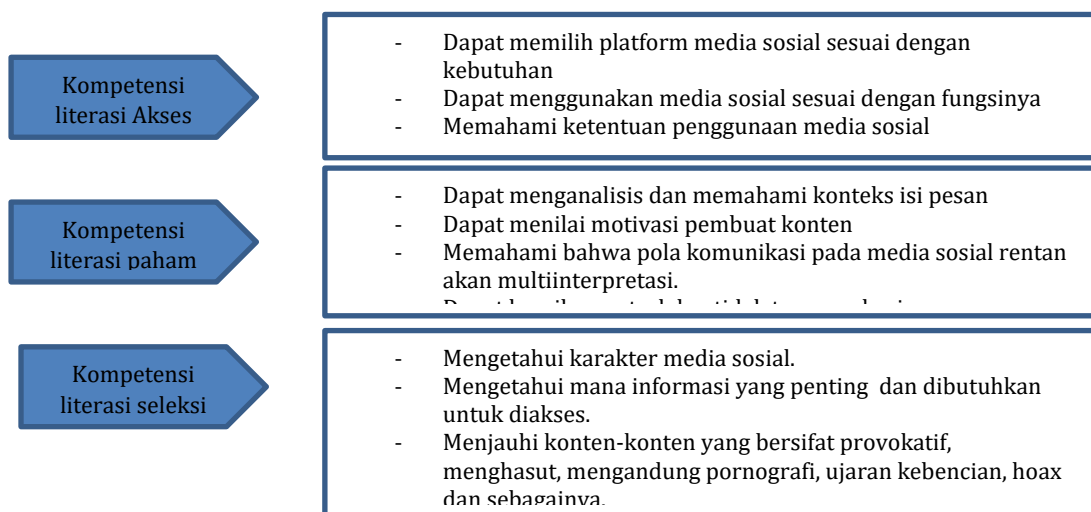 Kompetensi
literasi Akses
- Dapat memilih platform media sosial sesuai dengan
kebutuhan
- Dapat menggunakan media sosial sesuai dengan fungsinya
- Memahami ketentuan penggunaan media sosial
Kompetensi
literasi paham
- Dapat menganalisis dan memahami konteks isi pesan
- Dapat menilai motivasi pembuat konten
- Memahami bahwa pola komunikasi pada media sosial rentan
akan multiinterpretasi.
Kompetensi
literasi seleksi
- Mengetahui karakter media sosial.
- Mengetahui mana informasi yang penting dan dibutuhkan
untuk diakses.
- Menjauhi konten-konten yang bersifat provokatif,
menghasut, mengandung pornografi, ujaran kebencian, hoax
dan sebagainya.